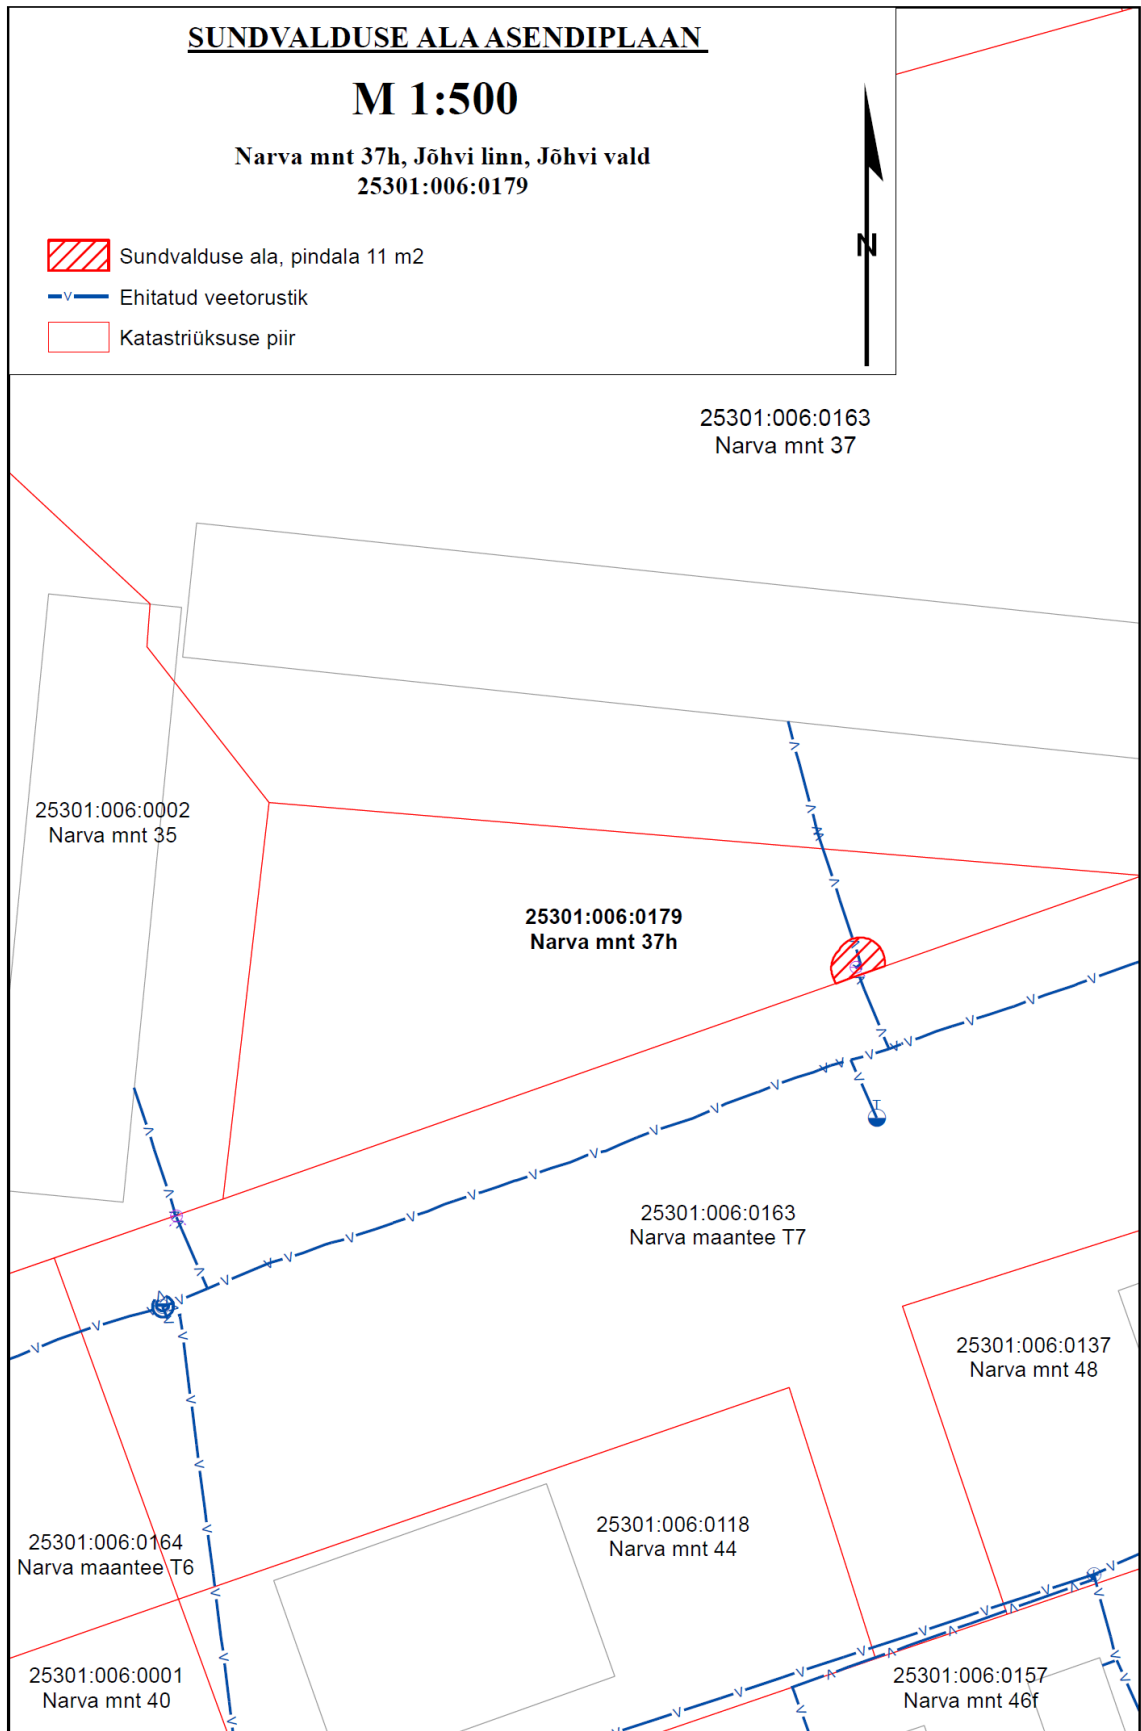 SUNDVALDUSE ALA ASENDIPLAAN
M 1:500
Narva mnt 37h, Jõhvi linn, Jõhvi vald
25301:006:0179
N
Sundvalduse ala, pindala 11 m2
V
Ehitatud veetorustik
Katastriüksuse piir
25301:006:0163
Narva mnt 37
25301:006:0002
Narva mnt 35
25301:006:0179
Narva mnt 37h
T
25301:006:0163
Narva maantee T7
25301:006:0137
Narva mnt 48
25301:006:0118
Narva mnt 44
25301:006:0164
Narva maantee T6
25301:006:0001
Narva mnt 40
25301:006:0157
Narva mnt 46f